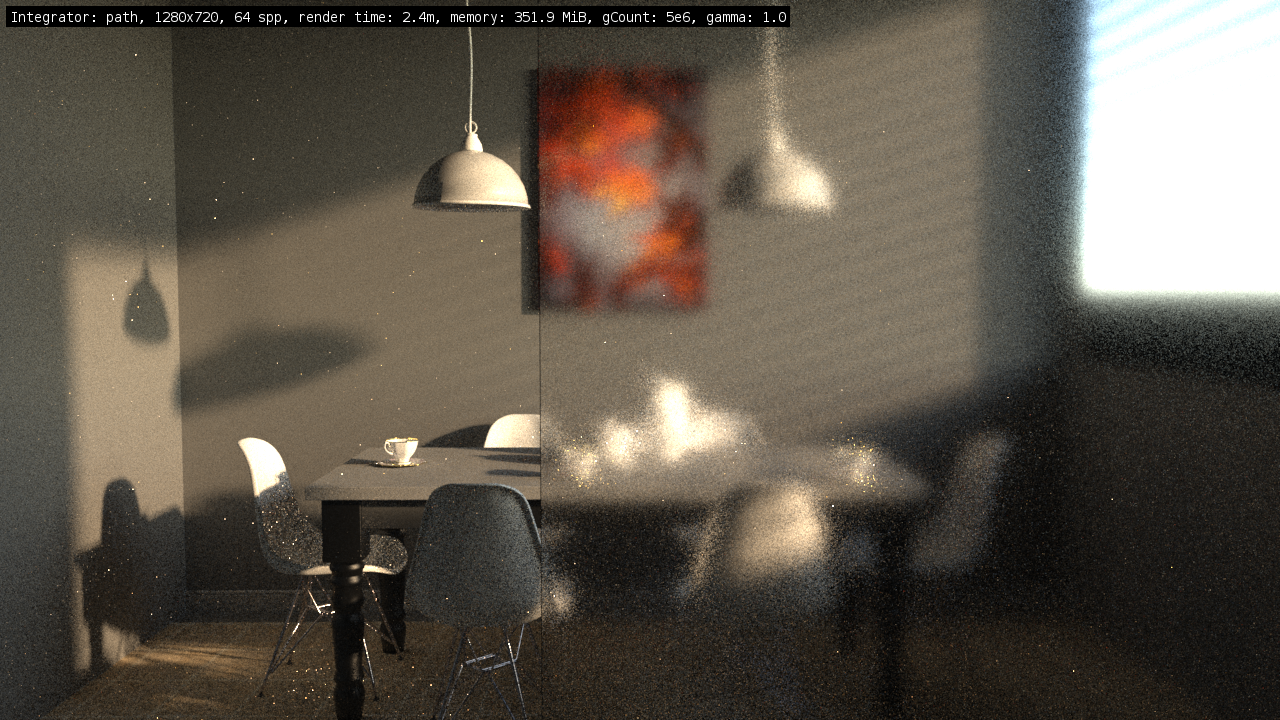 Integrator: path, 1280x720, 64 spp, render time: 2.4m, memory: 351.9 MiB, gCount: 5e6, gamma: 1.0